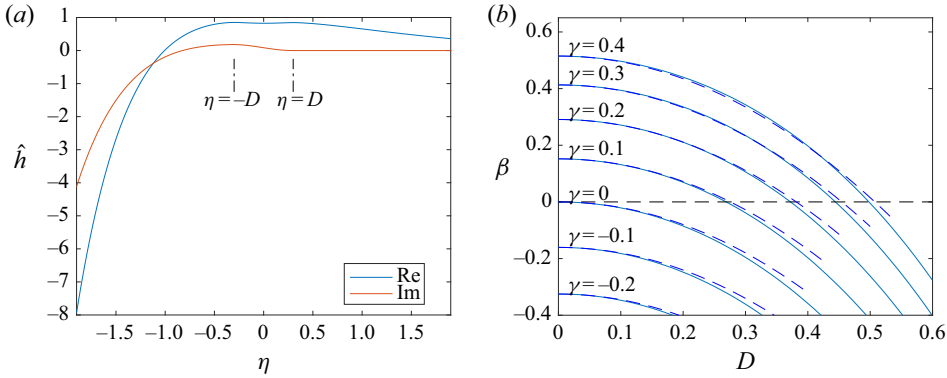 (a)
1
0
−1
−2
−3
−4
−5
−6
−7
−8
ĥ
η = −D
η = D
Re
Im
−1.5
−1.0
−0.5
0
0.5
1.0
1.5
η
(b)
0.6
0.4
0.2
0
−0.2
−0.4
β
γ = 0.4
γ = 0.3
γ = 0.2
γ = 0.1
γ = 0
γ = −0.1
γ = −0.2
0
0.1
0.2
0.3
0.4
0.5
0.6
D